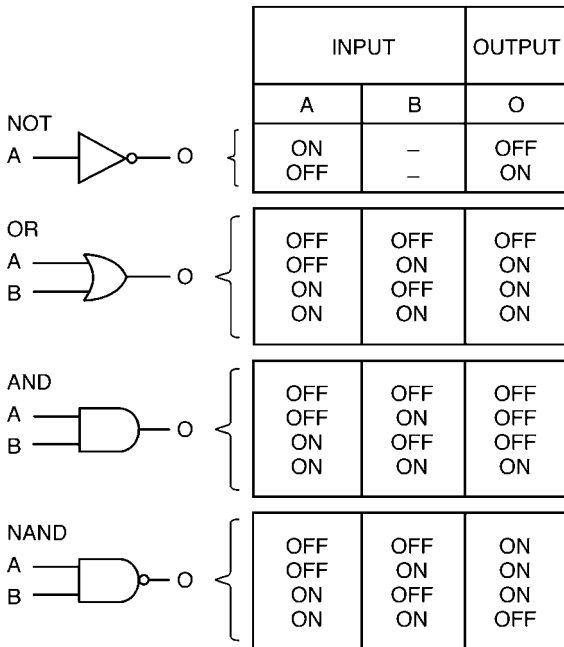 INPUT OUTPUT
A B O
NOT
A O ON – OFF
OFF – ON
OR
A O OFF OFF OFF
B OFF ON ON
ON OFF ON
ON ON ON
AND
A O OFF OFF OFF
B OFF ON OFF
ON OFF OFF
ON ON ON
NAND
A O OFF OFF ON
B OFF ON ON
ON OFF ON
ON ON OFF